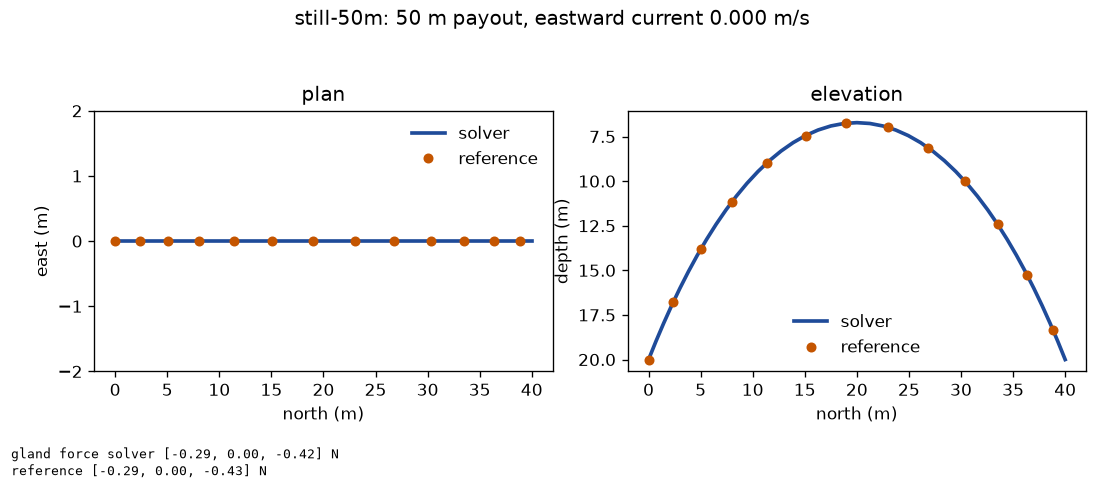 still-50m: 50 m payout, eastward current 0.000 m/s
plan
elevation
2
1
0
−1
−2
east (m)
solver
reference
0 5 10 15 20 25 30 35 40
north (m)
7.5
10.0
12.5
15.0
17.5
20.0
depth (m)
solver
reference
0 5 10 15 20 25 30 35 40
north (m)
gland force solver [-0.29, 0.00, -0.42] N
reference [-0.29, 0.00, -0.43] N